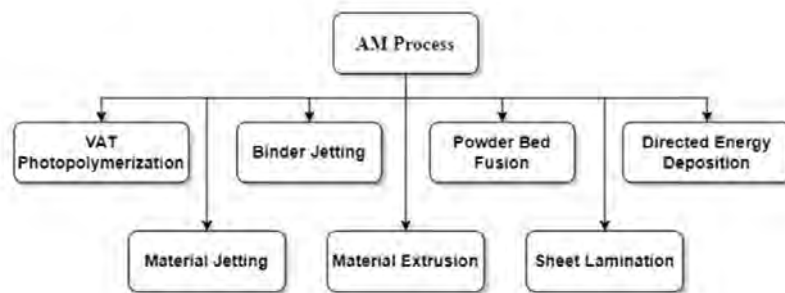 AM Process
VAT
Photopolymerization
Binder Jetting
Powder Bed
Fusion
Directed Energy
Deposition
Material Jetting
Material Extrusion
Sheet Lamination